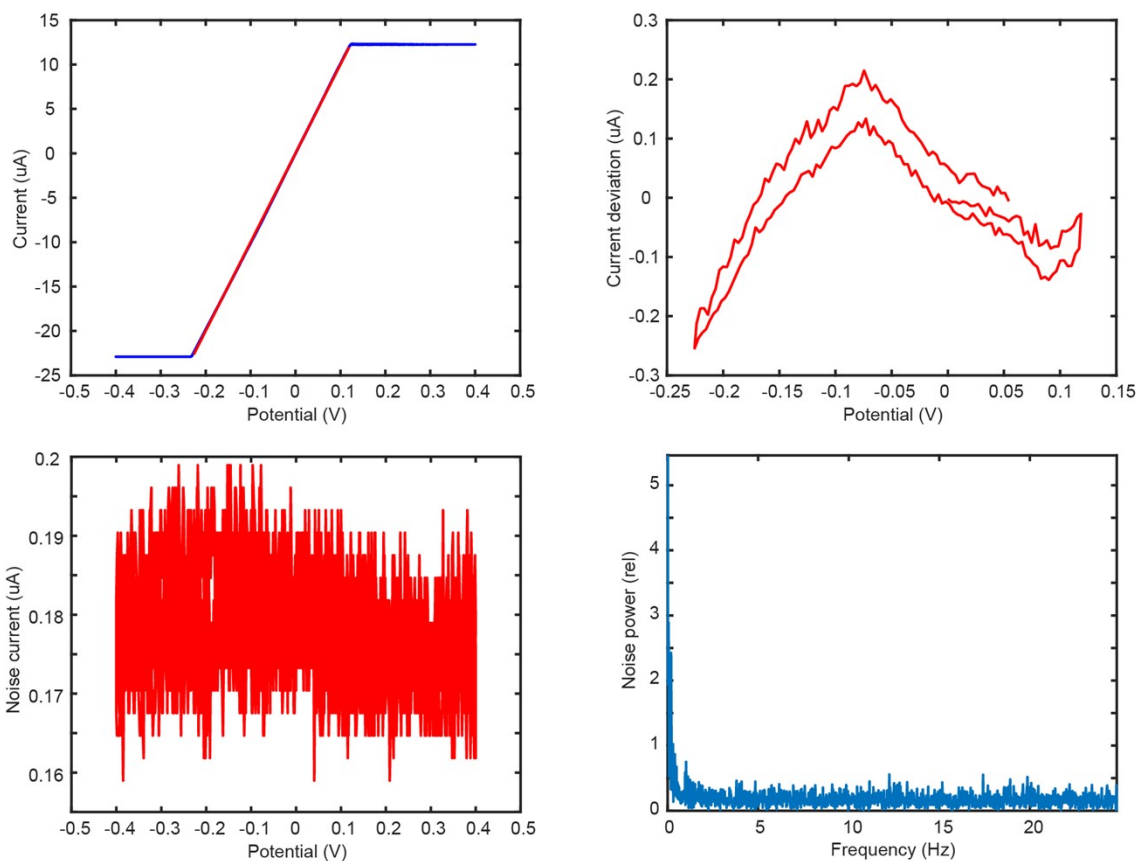 15
10
5
0
-5
-10
-15
-20
-25
Current (uA)
-0.5 -0.4 -0.3 -0.2 -0.1 0 0.1 0.2 0.3 0.4 0.5
Potential (V)
0.3
0.2
0.1
0
-0.1
-0.2
-0.3
Current deviation (uA)
-0.25 -0.2 -0.15 -0.1 -0.05 0 0.05 0.1 0.15
Potential (V)
0.2
0.19
0.18
0.17
0.16
Noise current (uA)
-0.5 -0.4 -0.3 -0.2 -0.1 0 0.1 0.2 0.3 0.4 0.5
Potential (V)
5
4
3
2
1
0
Noise power (rel)
0 5 10 15 20
Frequency (Hz)